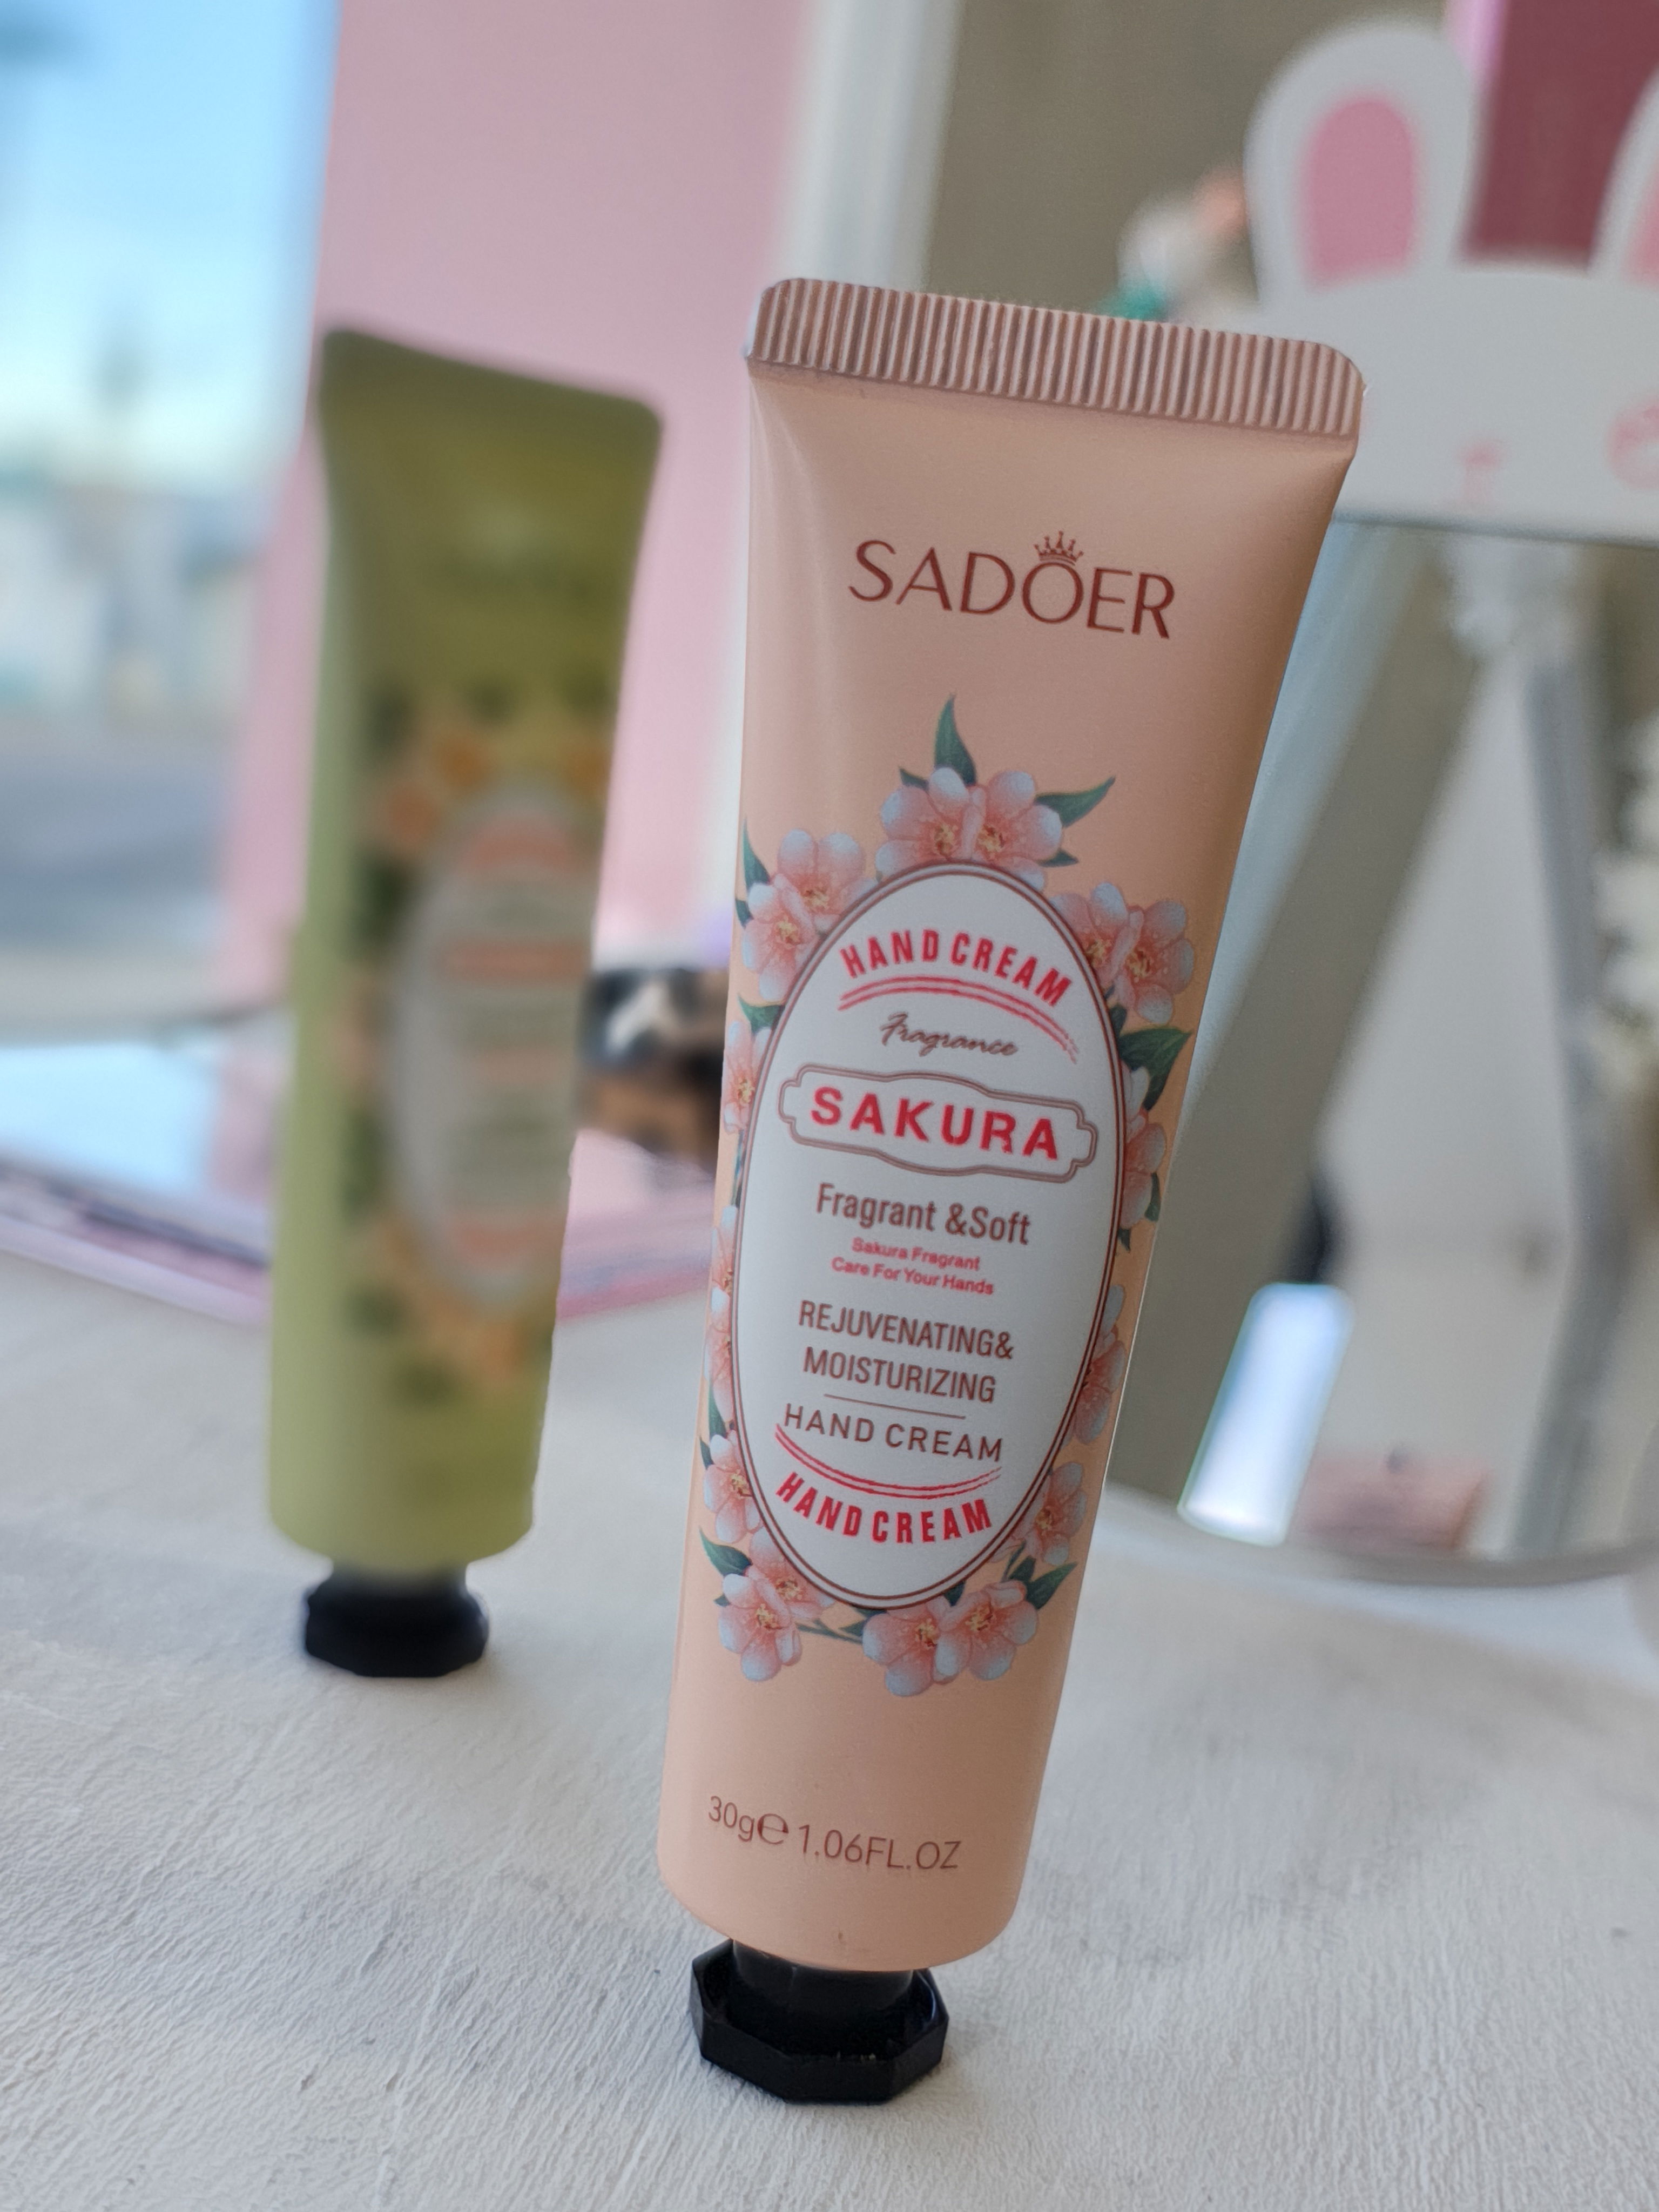 SADOER
HAND CREAM
Fragrance
SAKURA
Fragrant &Soft
Sakura Fragrant
Care For Your Hands
REJUVENATING&
MOISTURIZING
HAND CREAM
HAND CREAM
30g℮ 1.06FL.OZ